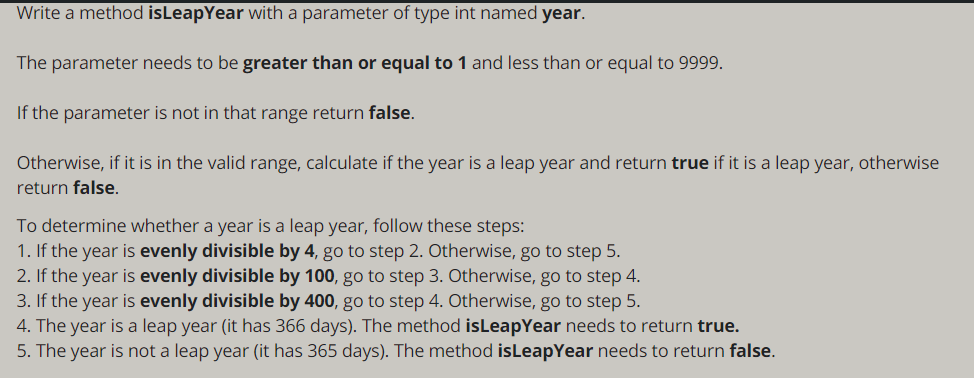 Write a method isLeapYear with a parameter of type int named year.
The parameter needs to be greater than or equal to 1 and less than or equal to 9999.
If the parameter is not in that range return false.
Otherwise, if it is in the valid range, calculate if the year is a leap year and return true if it is a leap year, otherwise
return false.
To determine whether a year is a leap year, follow these steps:
1. If the year is evenly divisible by 4, go to step 2. Otherwise, go to step 5.
2. If the year is evenly divisible by 100, go to step 3. Otherwise, go to step 4.
3. If the year is evenly divisible by 400, go to step 4. Otherwise, go to step 5.
4. The year is a leap year (it has 366 days). The method isLeapYear needs to return true.
5. The year is not a leap year (it has 365 days). The method isLeapYear needs to return false.